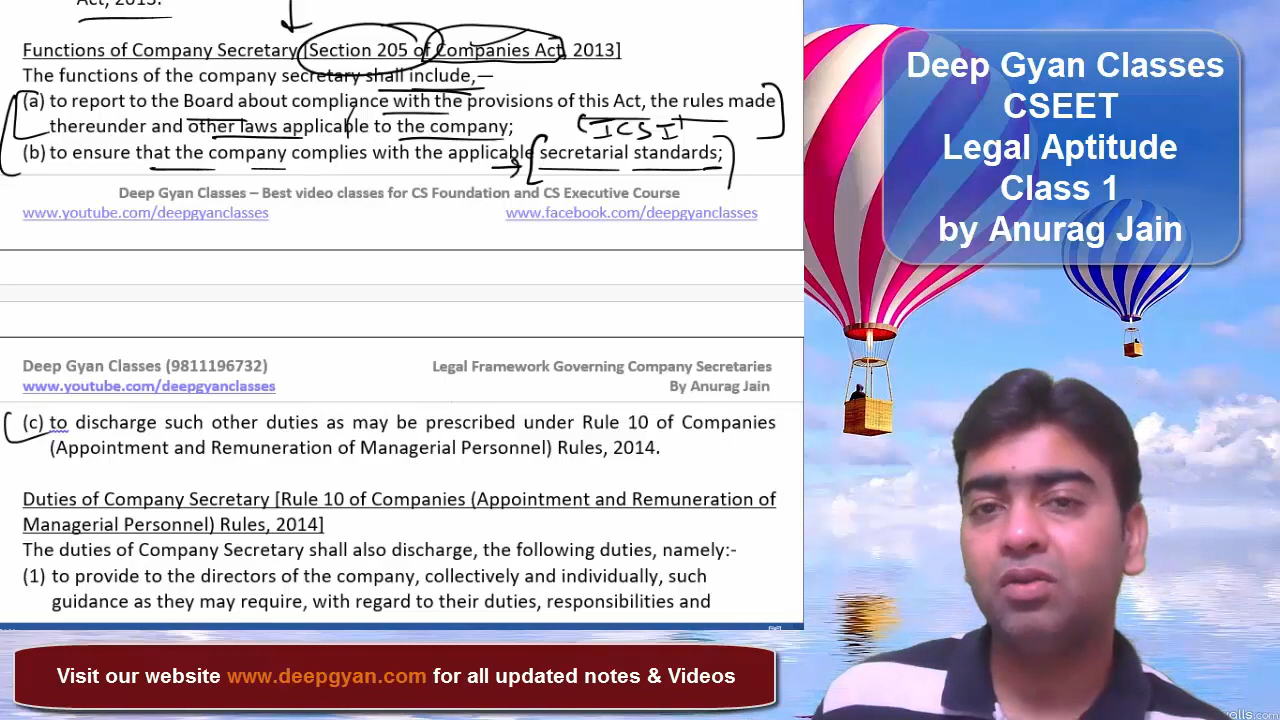 Act, 2013.
Functions of Company Secretary [Section 205 of Companies Act, 2013]
The functions of the company secretary shall include,—
(a) to report to the Board about compliance with the provisions of this Act, the rules made
thereunder and other laws applicable to the company;
ICSI
(b) to ensure that the company complies with the applicable secretarial standards;
Deep Gyan Classes – Best video classes for CS Foundation and CS Executive Course
www.youtube.com/deepgyanclasses www.facebook.com/deepgyanclasses
Deep Gyan Classes (9811196732) Legal Framework Governing Company Secretaries
www.youtube.com/deepgyanclasses By Anurag Jain
(c) to discharge such other duties as may be prescribed under Rule 10 of Companies
(Appointment and Remuneration of Managerial Personnel) Rules, 2014.
Duties of Company Secretary [Rule 10 of Companies (Appointment and Remuneration of
Managerial Personnel) Rules, 2014]
The duties of Company Secretary shall also discharge, the following duties, namely:-
(1) to provide to the directors of the company, collectively and individually, such
guidance as they may require, with regard to their duties, responsibilities and
Deep Gyan Classes
CSEET
Legal Aptitude
Class 1
by Anurag Jain
Visit our website www.deepgyan.com for all updated notes & Videos